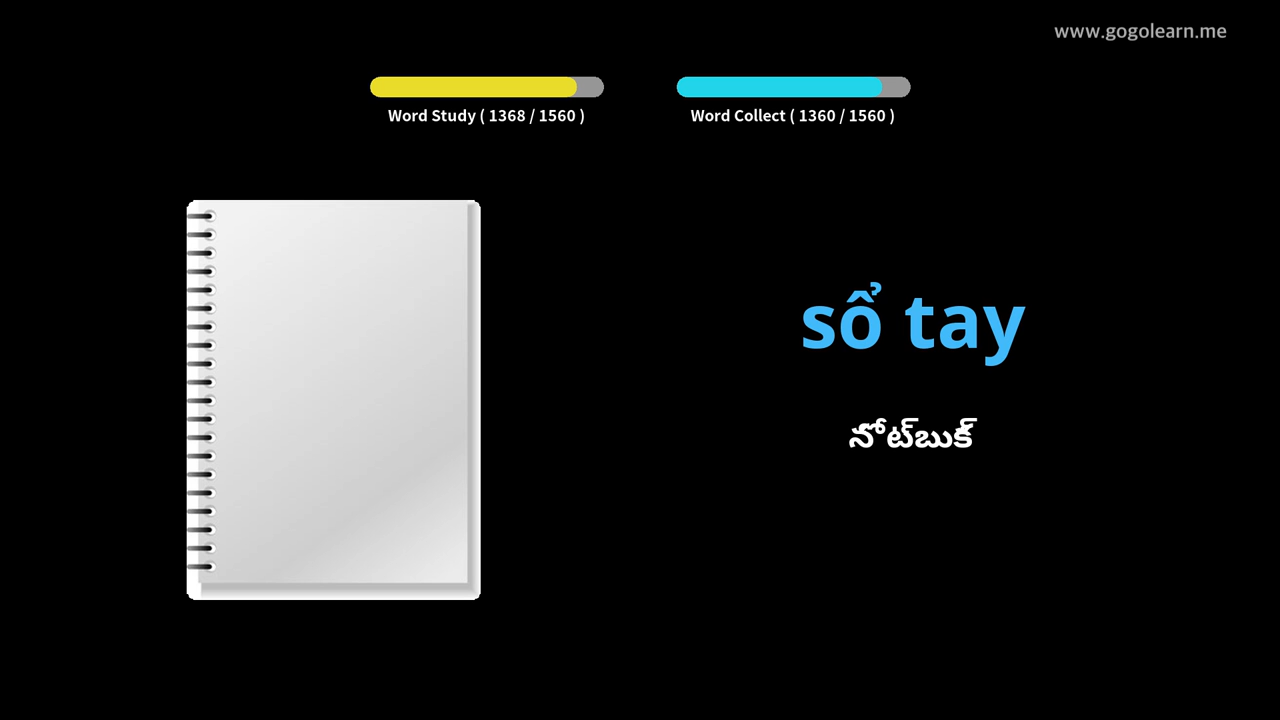 www.gogolearn.me
Word Study ( 1368 / 1560 )
Word Collect ( 1360 / 1560 )
sổ tay
నోట్‌బుక్